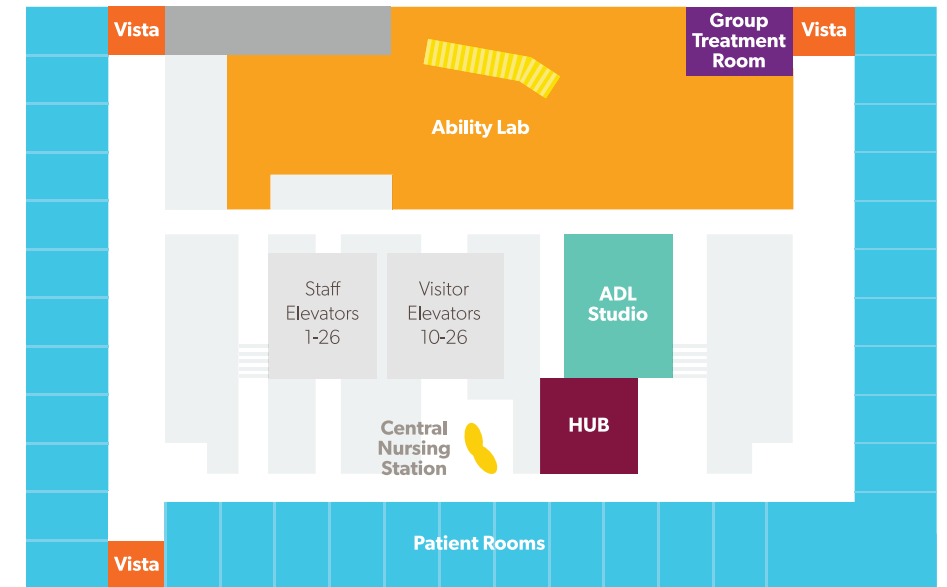 Vista
Group
Treatment
Room
Vista
Ability Lab
Staff
Elevators
1-26
Visitor
Elevators
10-26
ADL
Studio
Central
Nursing
Station
HUB
Patient Rooms
Vista